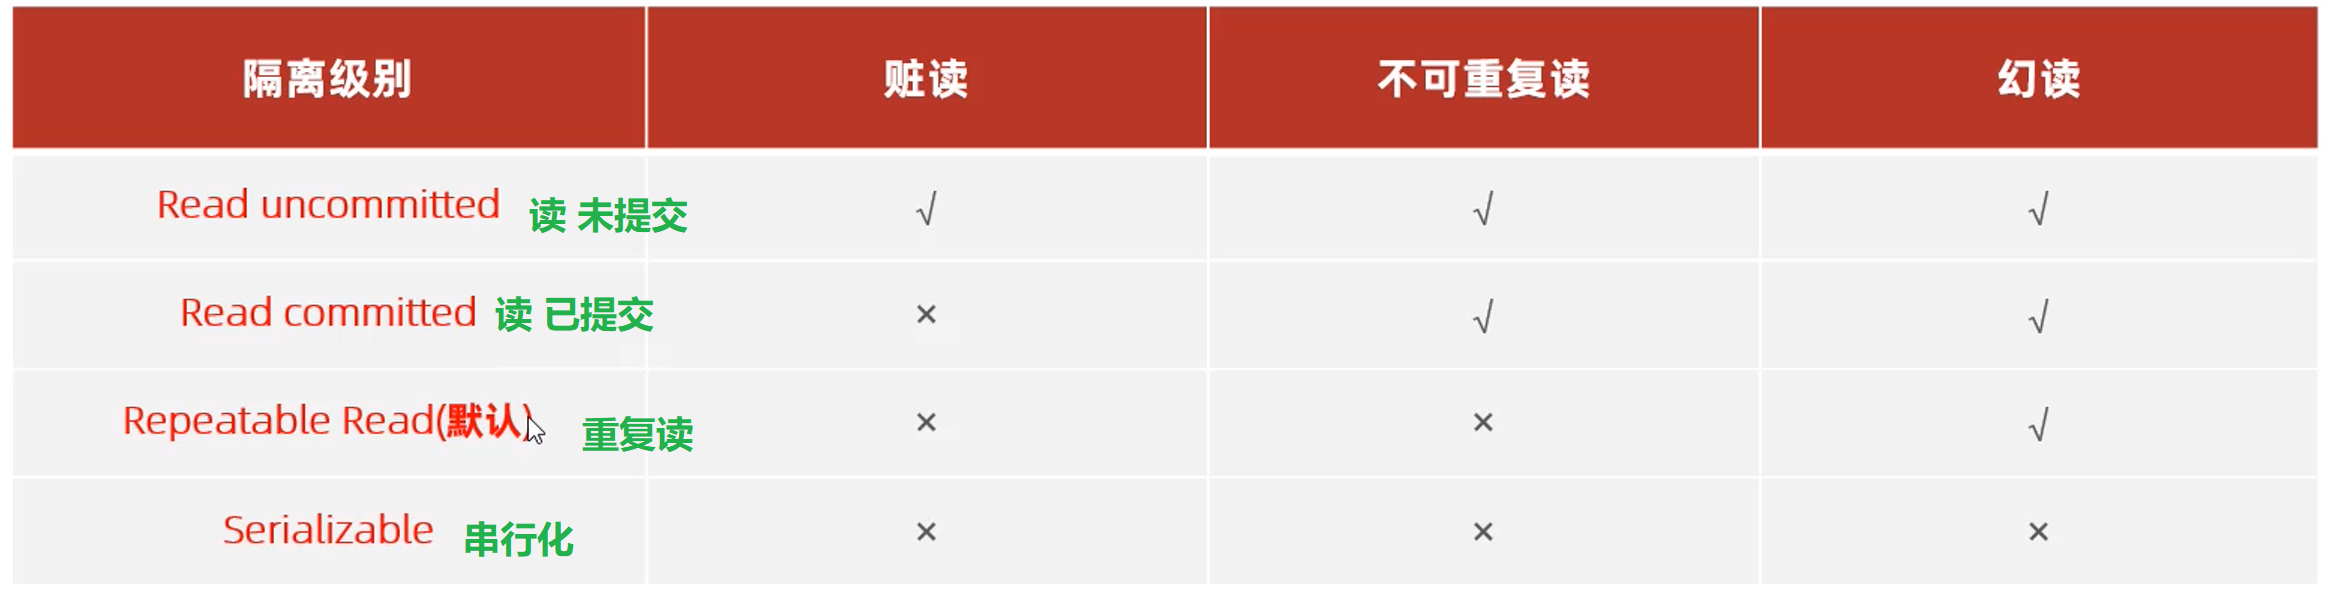 隔离级别 赃读 不可重复读 幻读
Read uncommitted 读 未提交 √ √ √
Read committed 读 已提交 × √ √
Repeatable Read(默认) 重复读 × × √
Serializable 串行化 × × ×